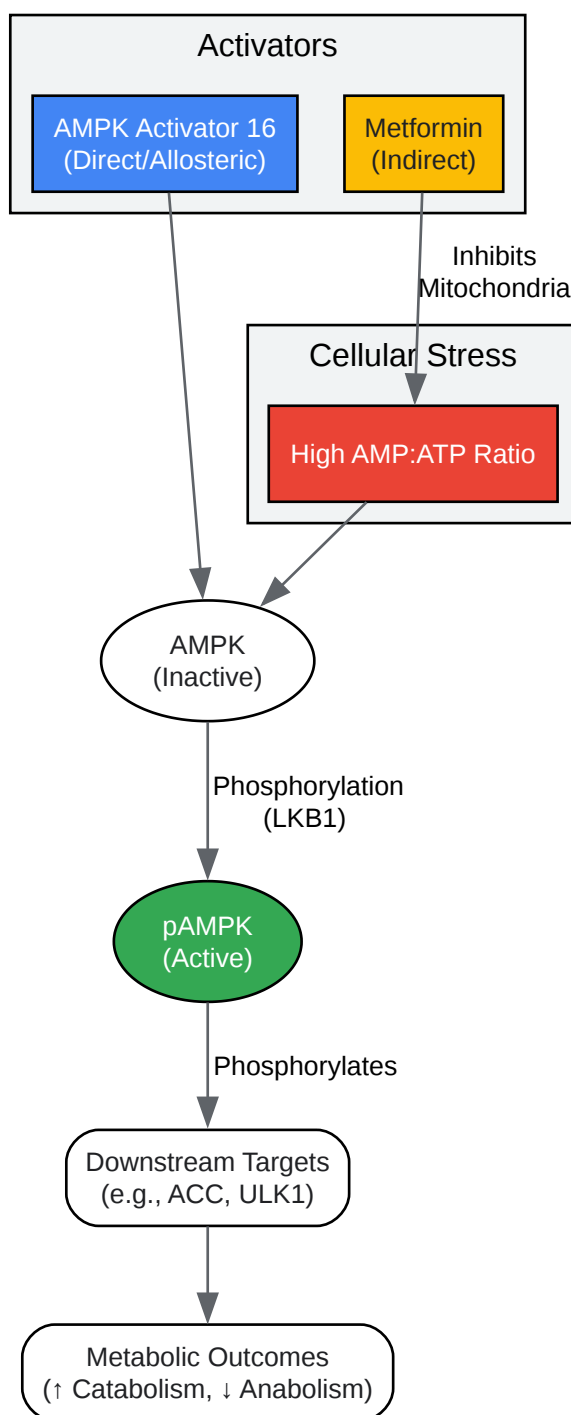 Activators
AMPK Activator 16
(Direct/Allosteric)
Metformin
(Indirect)
Inhibits
Mitochondria
Cellular Stress
High AMP:ATP Ratio
AMPK
(Inactive)
Phosphorylation
(LKB1)
pAMPK
(Active)
Phosphorylates
Downstream Targets
(e.g., ACC, ULK1)
Metabolic Outcomes
(↑ Catabolism, ↓ Anabolism)